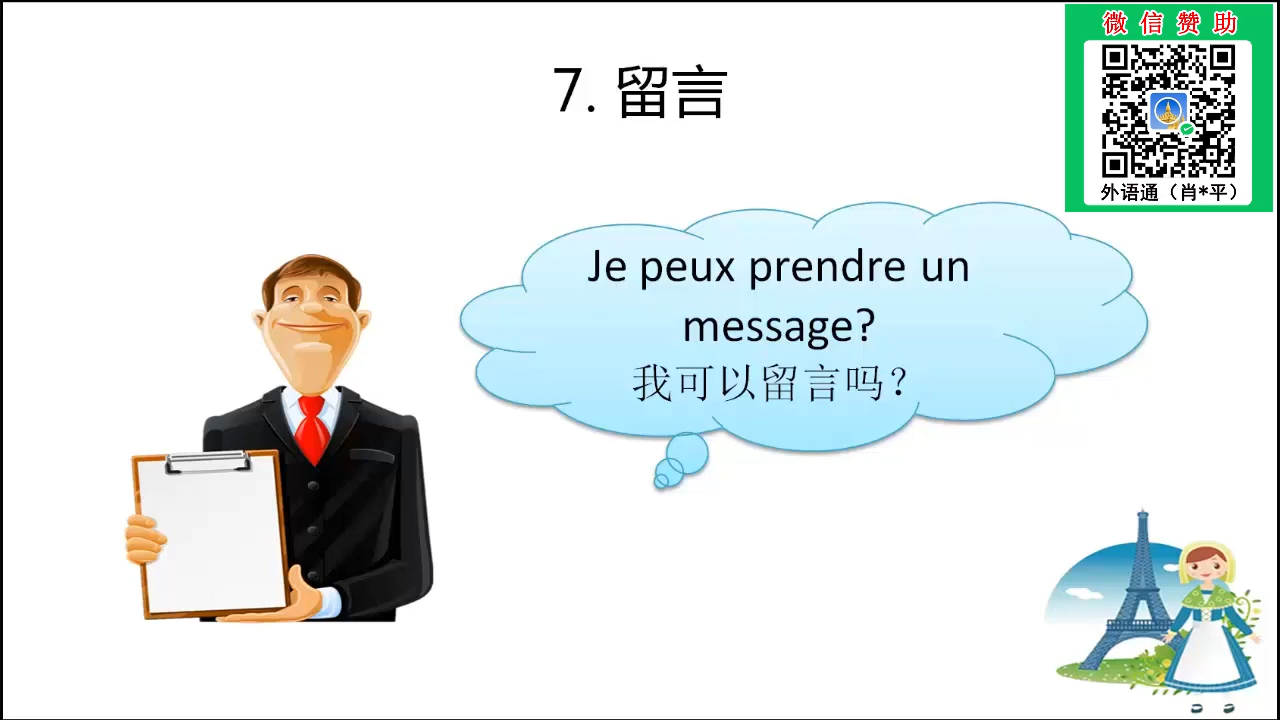 微信赞助
外语通（肖*平）
7. 留言
Je peux prendre un
message?
我可以留言吗？